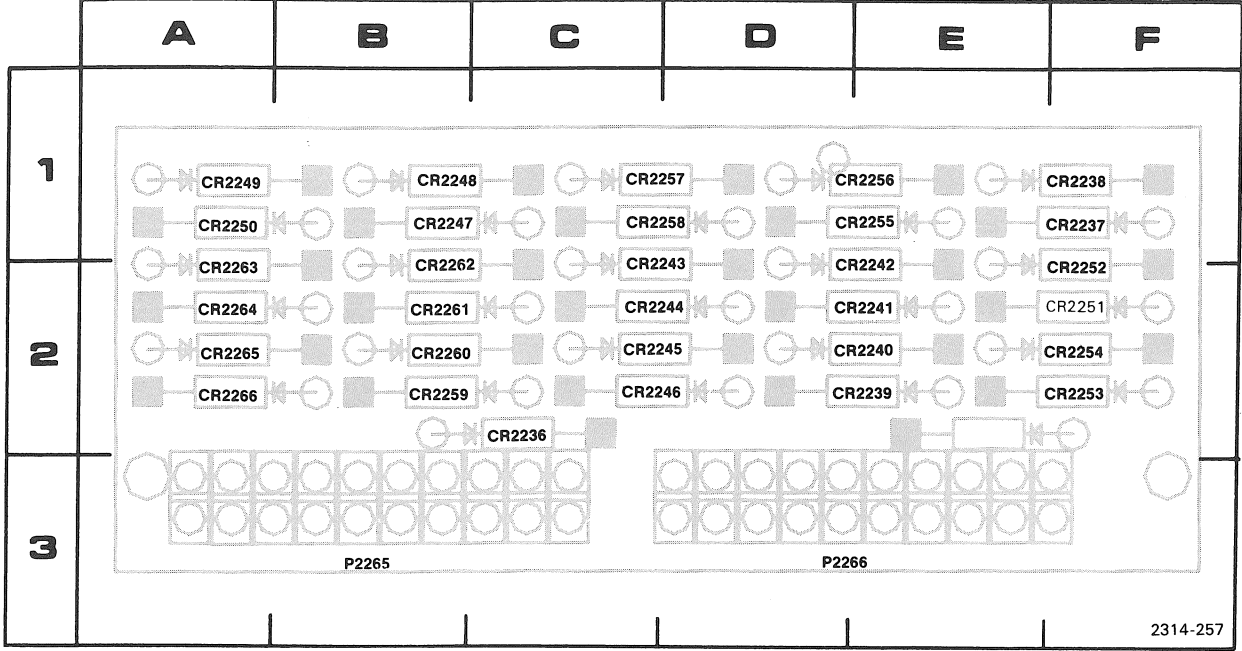 A B C D E F
1
CR2249 CR2248 CR2257 CR2256 CR2238
CR2250 CR2247 CR2258 CR2255 CR2237
CR2263 CR2262 CR2243 CR2242 CR2252
CR2264 CR2261 CR2244 CR2241 CR2251
2
CR2265 CR2260 CR2245 CR2240 CR2254
CR2266 CR2259 CR2246 CR2239 CR2253
CR2236
3
P2265 P2266
2314-257